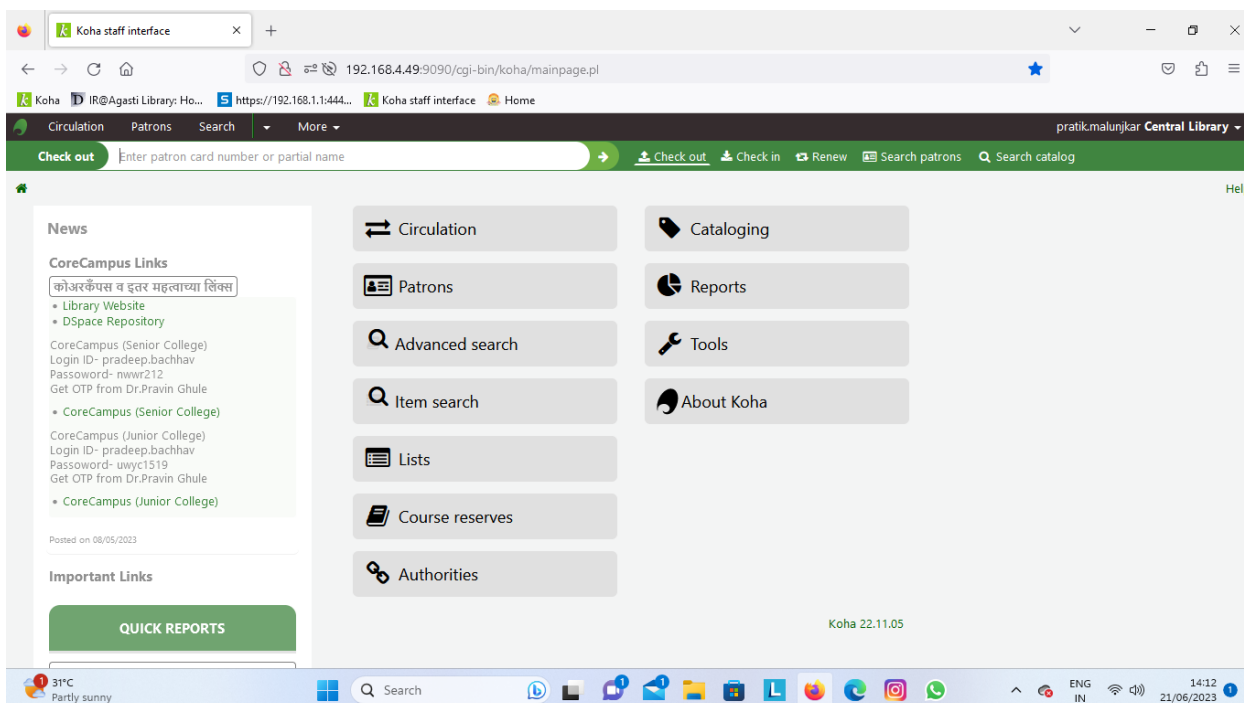 Koha staff interface
192.168.4.49:9090/cgi-bin/koha/mainpage.pl
Koha IR@Agasti Library: Ho... https://192.168.1.1:444... Koha staff interface Home
Circulation Patrons Search More pratik.malunjkar Central Library
Check out Enter patron card number or partial name Check out Check in Renew Search patrons Search catalog
Hel
News
CoreCampus Links
कोअरकॅंपस व इतर महत्वाच्या लिंक्स
Library Website
DSpace Repository
CoreCampus (Senior College)
Login ID- pradeep.bachhav
Passoword- nwwr212
Get OTP from Dr.Pravin Ghule
CoreCampus (Senior College)
CoreCampus (Junior College)
Login ID- pradeep.bachhav
Passoword- uwyc1519
Get OTP from Dr.Pravin Ghule
CoreCampus (Junior College)
Posted on 08/05/2023
Important Links
QUICK REPORTS
Circulation
Patrons
Advanced search
Item search
Lists
Course reserves
Authorities
Cataloging
Reports
Tools
About Koha
Koha 22.11.05
1 31°C
Partly sunny
Search
1
1
L
ENG
IN
14:12
21/06/2023
1